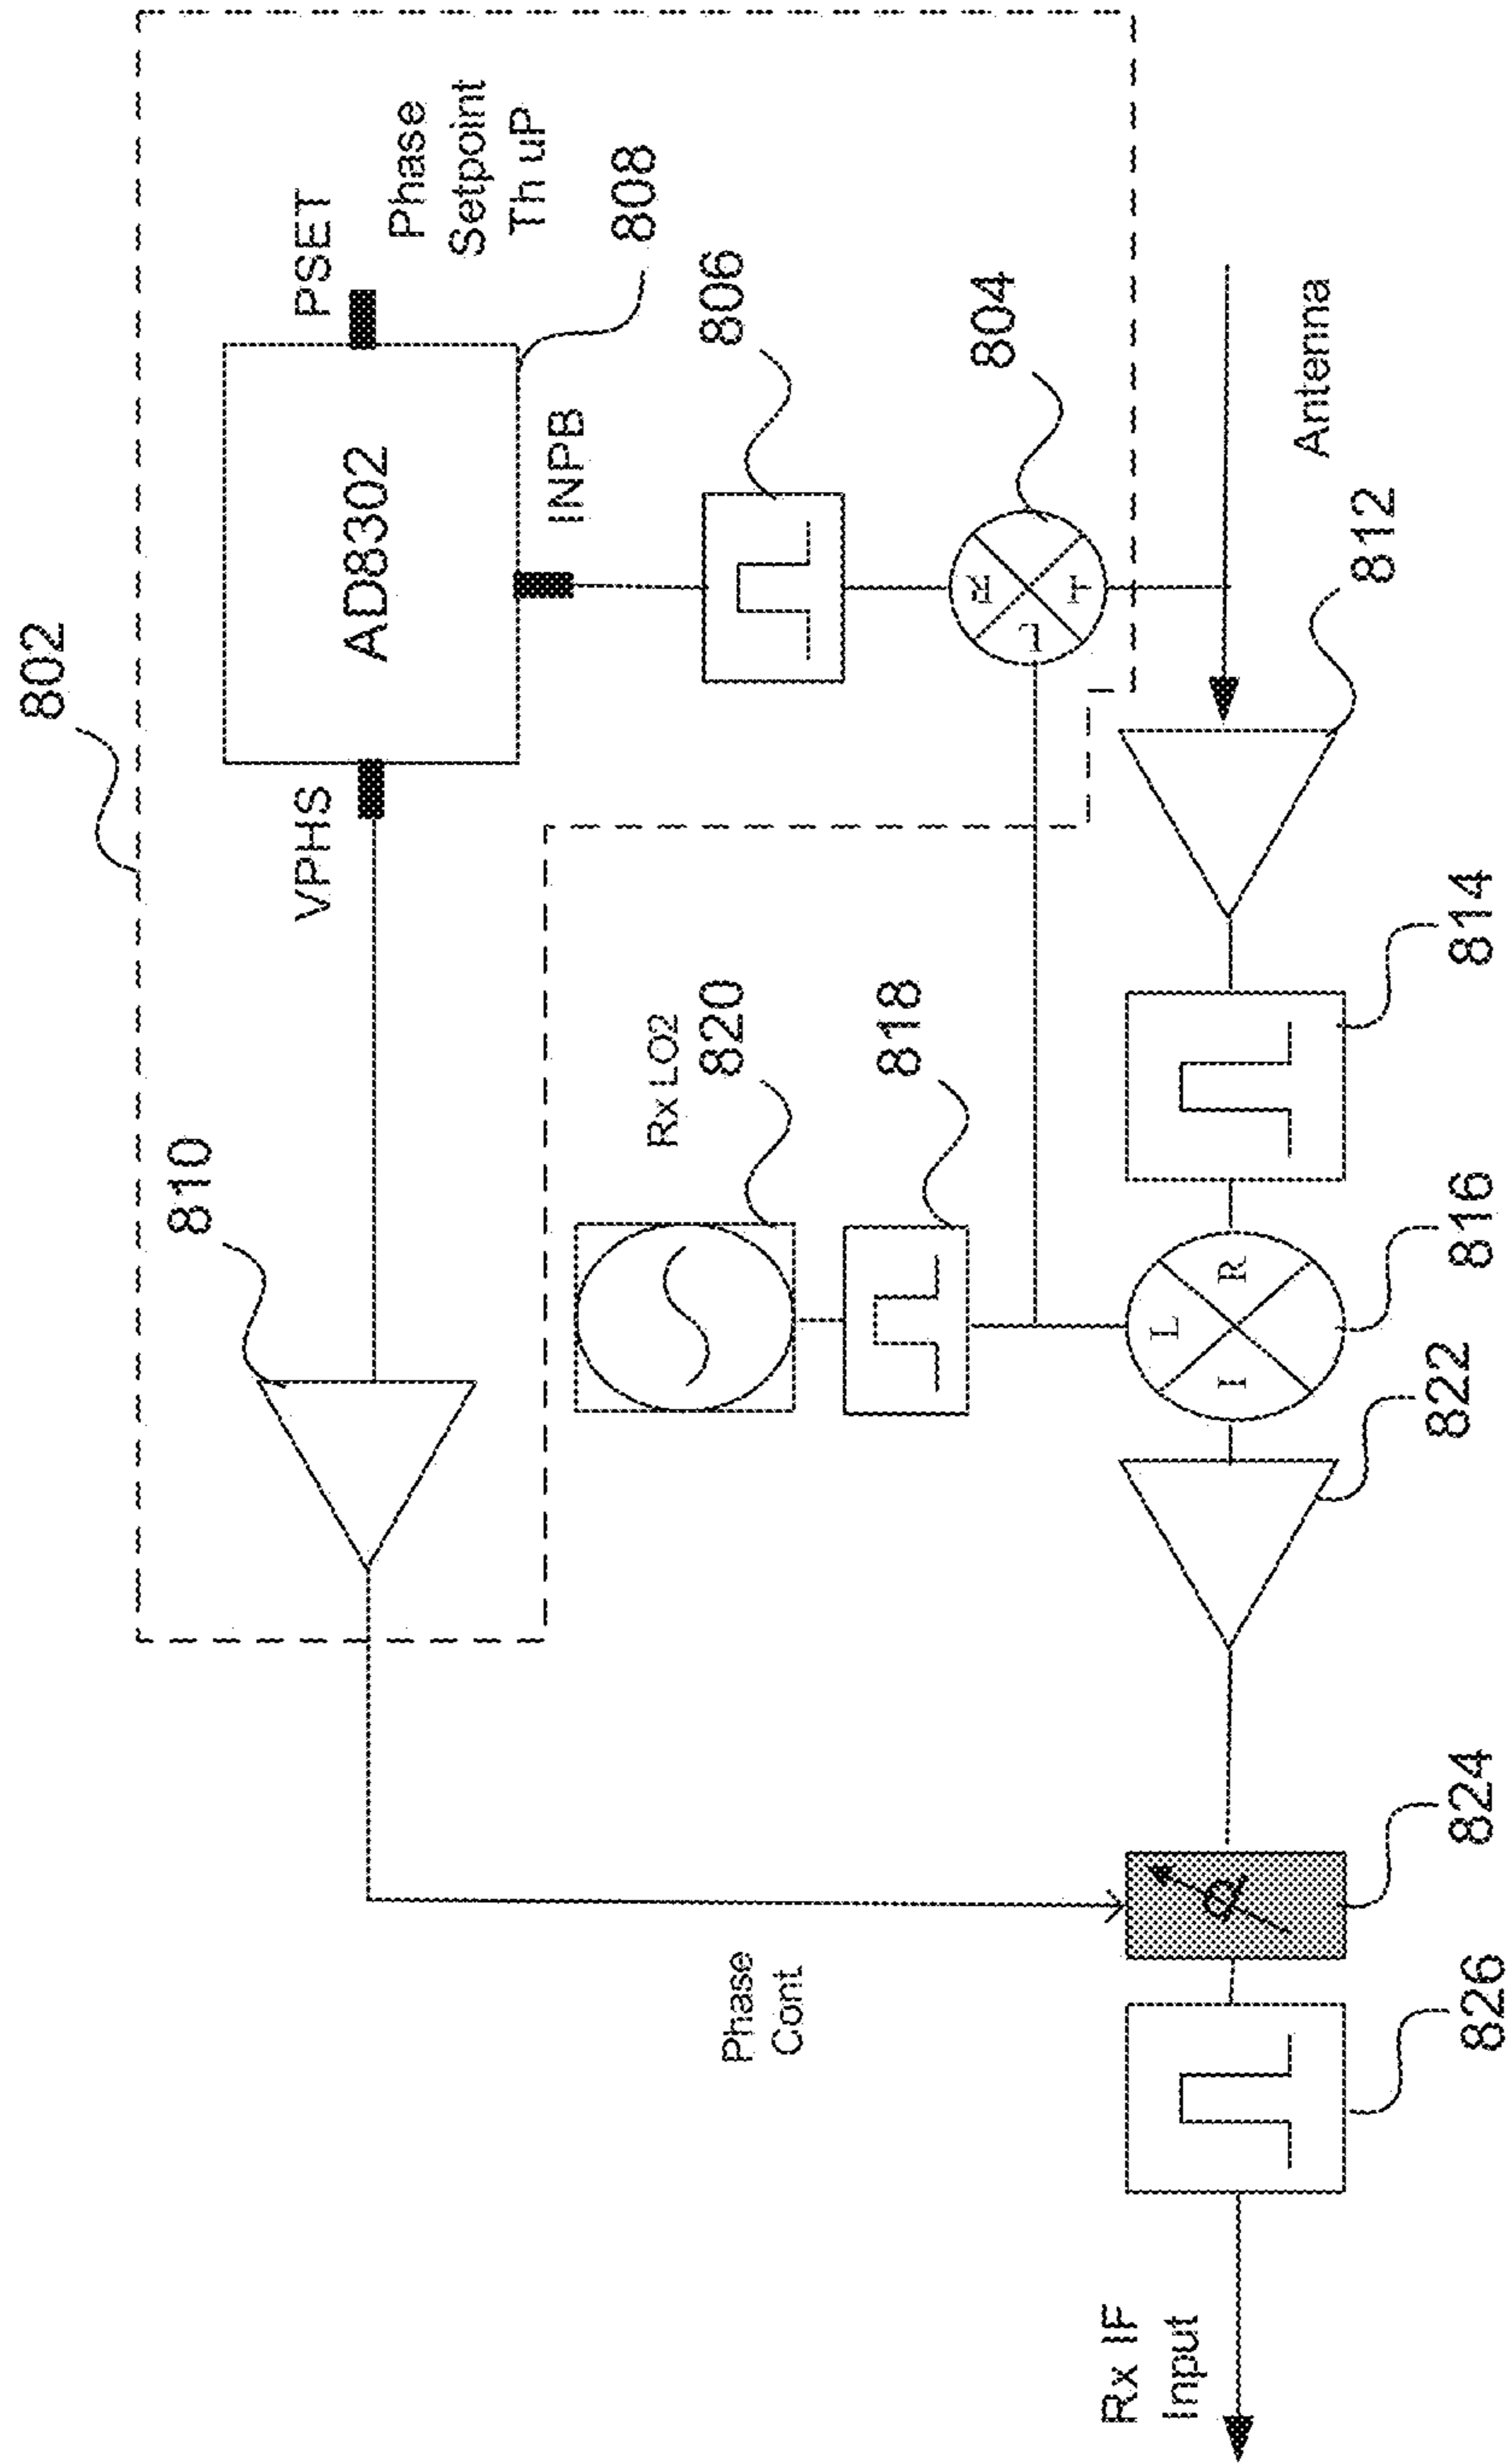 802
810
VPHS
PSET
AD8302
Phase
Setpoint
Th uP
INPB
808
Rx LO2
820
806
Phase
Cont
818
804
R
L
I
Rx IF
Input
L
I
R
Antenna
812
822
824
816
814
826
Φ